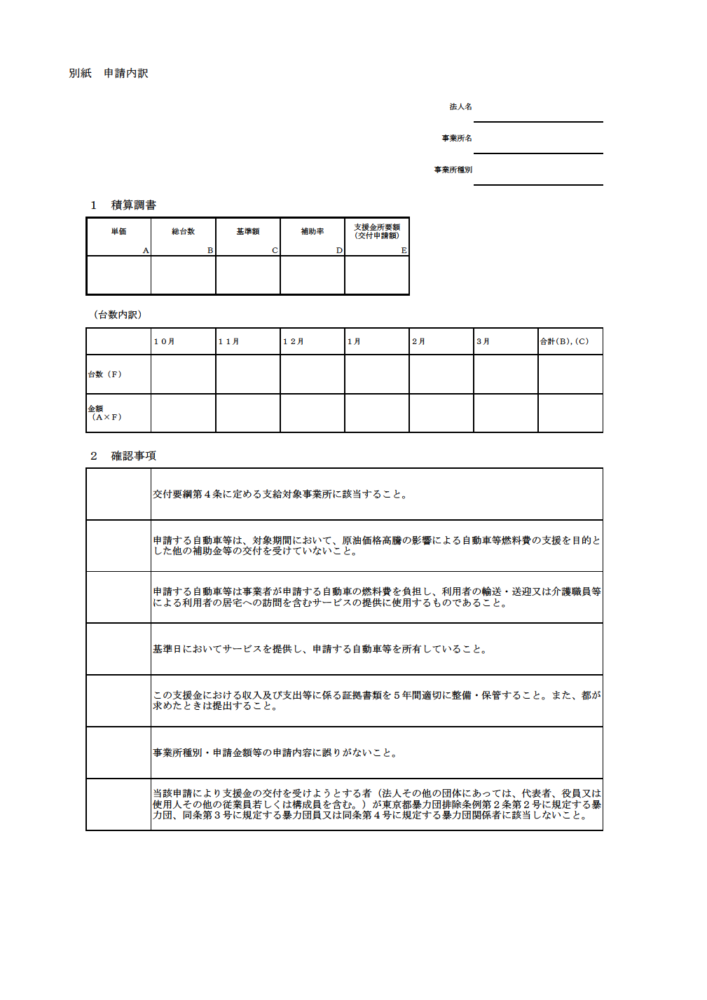 別紙　申請内訳
法人名
事業所名
事業所種別
１　積算調書
単価 総台数 基準額 補助率 支援金所要額
（交付申請額）
A B C D E
（台数内訳）
１０月 １１月 １２月 １月 ２月 ３月 合計（B），（C）
台数（F）
金額
（A×F）
２　確認事項
交付要綱第４条に定める支給対象事業所に該当すること。
申請する自動車等は、対象期間において、原油価格高騰の影響による自動車等燃料費の支援を目的と
した他の補助金等の交付を受けていないこと。
申請する自動車等は事業者が申請する自動車の燃料費を負担し、利用者の輸送・送迎又は介護職員等
による利用者の居宅への訪問を含むサービスの提供に使用するものであること。
基準日においてサービスを提供し、申請する自動車等を所有していること。
この支援金における収入及び支出等に係る証拠書類を５年間適切に整備・保管すること。また、都が
求めたときは提出すること。
事業所種別・申請金額等の申請内容に誤りがないこと。
当該申請により支援金の交付を受けようとする者（法人その他の団体にあっては、代表者、役員又は
使用人その他の従業員若しくは構成員を含む。）が東京都暴力団排除条例第２条第２号に規定する暴
力団、同条第３号に規定する暴力団員又は同条第４号に規定する暴力団関係者に該当しないこと。